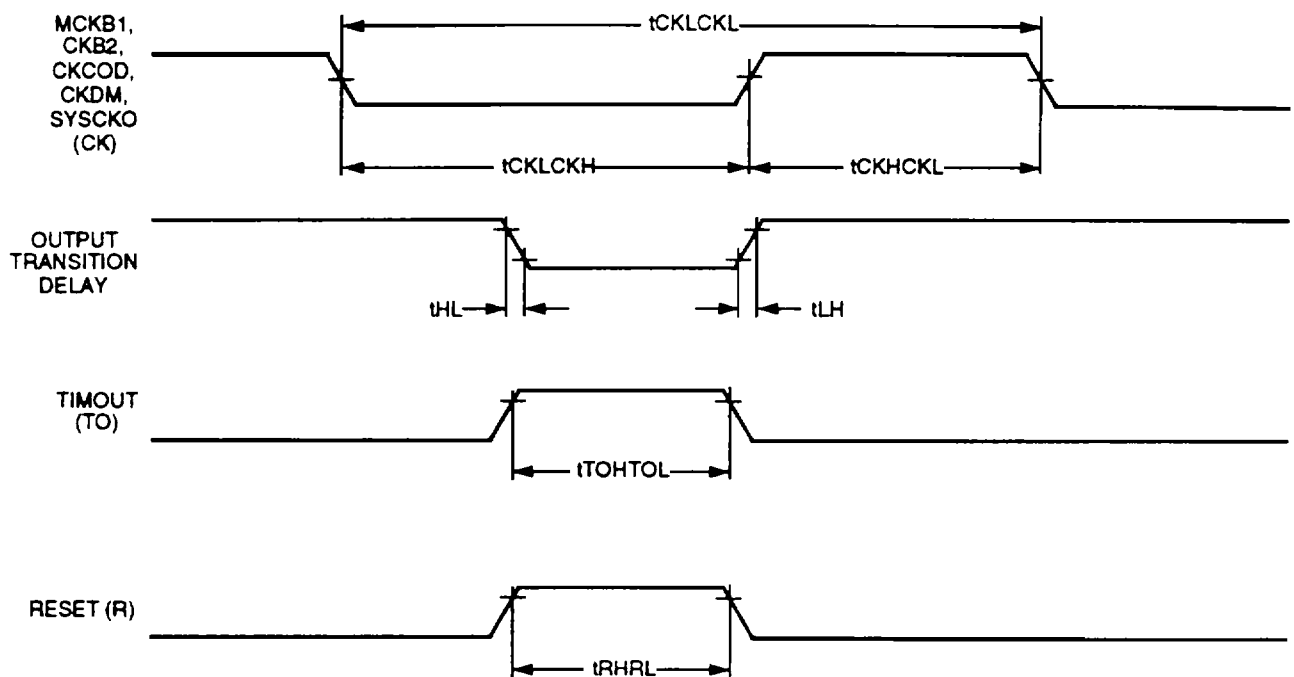 MCKB1,
CKB2,
CKCOD,
CKDM,
SYSCKO
(CK)
tCKLCKL
tCKLCKH
tCKHCKL
OUTPUT
TRANSITION
DELAY
tHL
tLH
TIMOUT
(TO)
tTOHTOL
RESET (R)
tRHRL